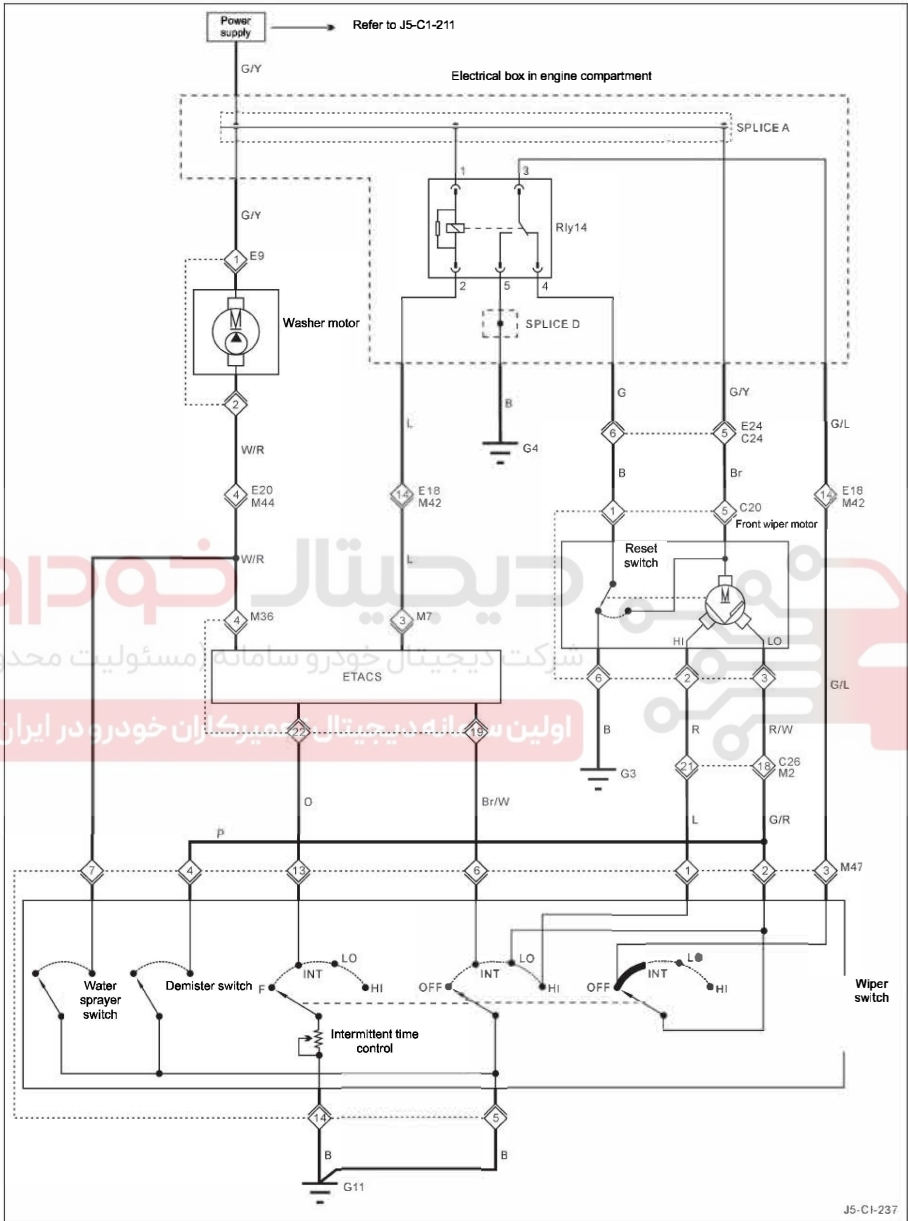 Power supply
Refer to J5-C1-211
G/Y
Electrical box in engine compartment
SPLICE A
1
3
G/Y
Rly14
1
E9
2
5
4
Washer motor
SPLICE D
2
G
G/Y
L
B
G/L
6
5
E24
C24
G4
W/R
B
Br
4
E20
M44
14
E18
M42
14
E18
M42
1
5
C20
Front wiper motor
دیجیتال خودرو
Reset switch
W/R
L
M
4
M36
3
M7
HI
LO
شرکت دیجیتال خودرو سامانه (مسئولیت محدو
ETACS
6
2
3
G/L
اولین سامانه دیجیتال تعمیرکاران خودرو در ایران
22
19
B
R
R/W
21
18
C26
M2
G3
O
Br/W
L
G/R
P
7
4
13
6
1
2
3
M47
LO
INT
HI
OFF
INT
LO
HI
OFF
INT
HI
Water sprayer switch
Demister switch
F
Wiper switch
Intermittent time control
14
5
B
B
G11
J5-CI-237